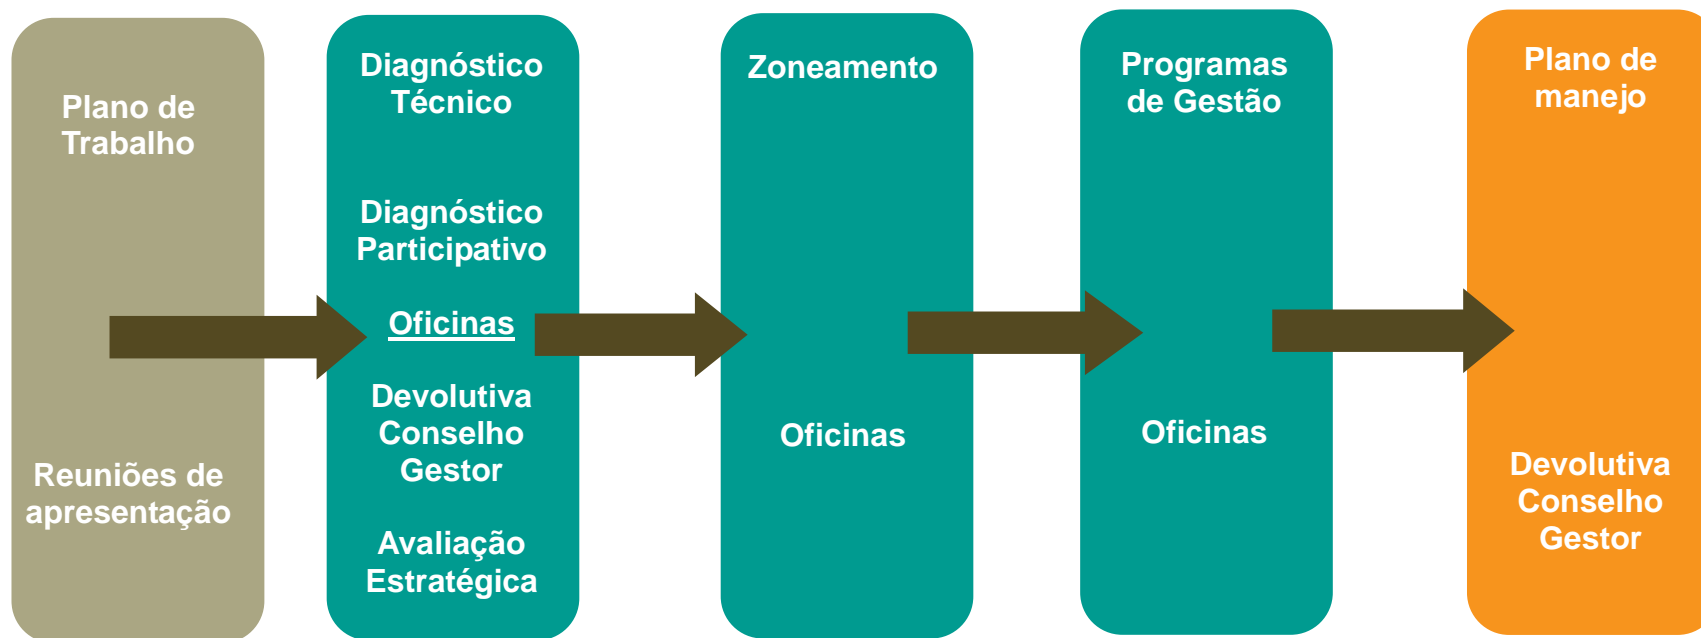 Plano de
Trabalho
Reuniões de
apresentação
Diagnóstico
Técnico
Diagnóstico
Participativo
Oficinas
Devolutiva
Conselho
Gestor
Avaliação
Estratégica
Zoneamento
Oficinas
Programas
de Gestão
Oficinas
Plano de
manejo
Devolutiva
Conselho
Gestor